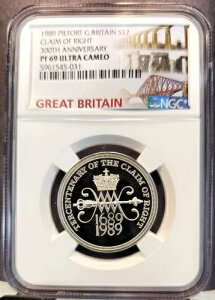 1989 PIEFORT G.BRITAIN S12
CLAIM OF RIGHT
300TH ANNIVERSARY
PF 69 ULTRA CAMEO
5961545-031
GREAT BRITAIN
NGC
TERCENTENARY OF THE CLAIM OF RIGHT
1689
1989